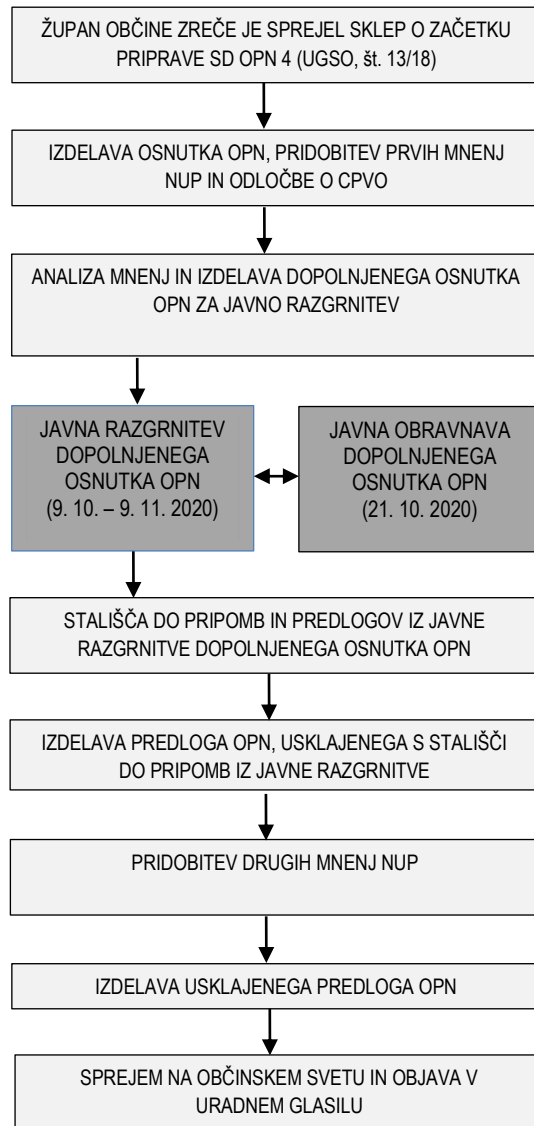 ŽUPAN OBČINE ZREČE JE SPREJEL SKLEP O ZAČETKU
PRIPRAVE SD OPN 4 (UGSO, št. 13/18)
IZDELAVA OSNUTKA OPN, PRIDOBITEV PRVIH MNENJ
NUP IN ODLOČBE O CPVO
ANALIZA MNENJ IN IZDELAVA DOPOLNJENEGA OSNUTKA
OPN ZA JAVNO RAZGRNITEV
JAVNA RAZGRNITEV
DOPOLNJENEGA
OSNUTKA OPN
(9. 10. – 9. 11. 2020)
JAVNA OBRAVNAVA
DOPOLNJENEGA
OSNUTKA OPN
(21. 10. 2020)
STALIŠČA DO PRIPOMB IN PREDLOGOV IZ JAVNE
RAZGRNITVE DOPOLNJENEGA OSNUTKA OPN
IZDELAVA PREDLOGA OPN, USKLAJENEGA S STALIŠČI
DO PRIPOMB IZ JAVNE RAZGRNITVE
PRIDOBITEV DRUGIH MNENJ NUP
IZDELAVA USKLAJENEGA PREDLOGA OPN
SPREJEM NA OBČINSKEM SVETU IN OBJAVA V
URADNEM GLASILU